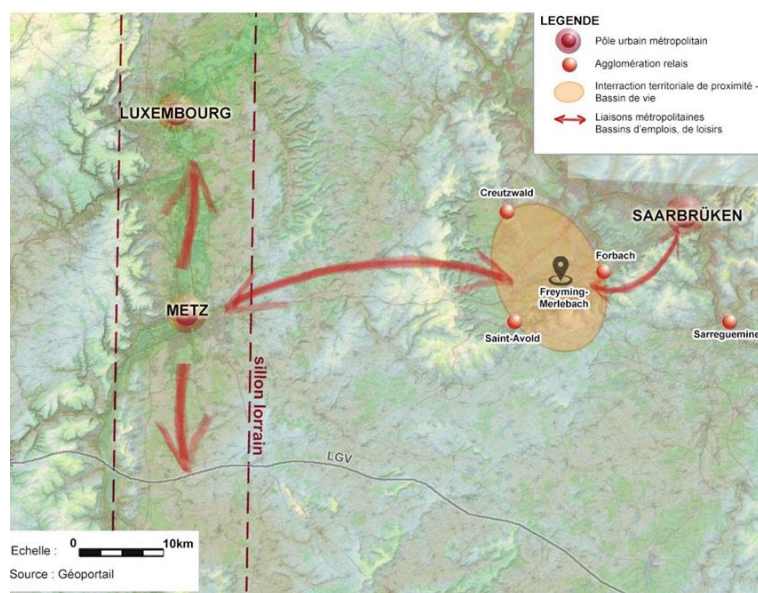 LEGENDE
Pôle urbain métropolitain
Agglomération relais
Interraction territoriale de proximité -
Bassin de vie
Liaisons métropolitaines
Bassins d'emplois, de loisirs
LUXEMBOURG
Creutzwald
SAARBRÜKEN
Forbach
Freyming-
Merlebach
METZ
Saint-Avold
Sarreguemine
sillon lorrain
LGV
Echelle : 0 10km
Source : Géoportail